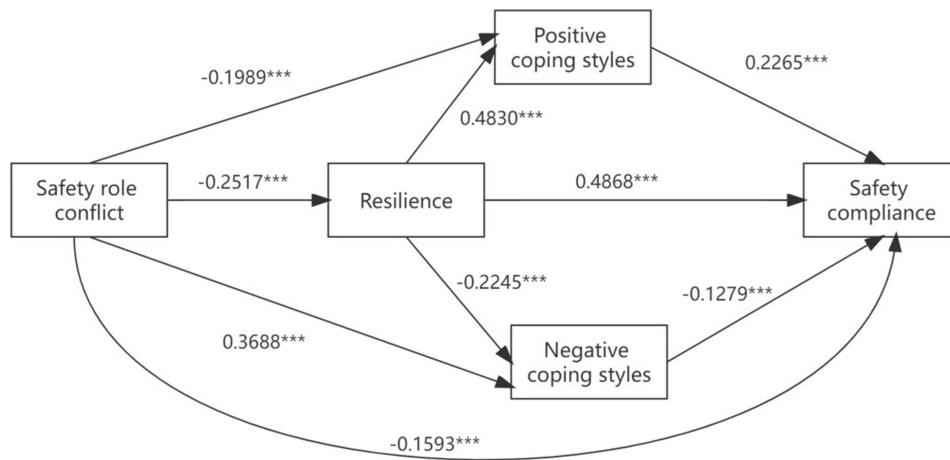 Positive
coping styles
-0.1989***
0.2265***
0.4830***
Safety role
conflict
-0.2517***
Resilience
0.4868***
Safety
compliance
-0.2245***
-0.1279***
0.3688***
Negative
coping styles
-0.1593***